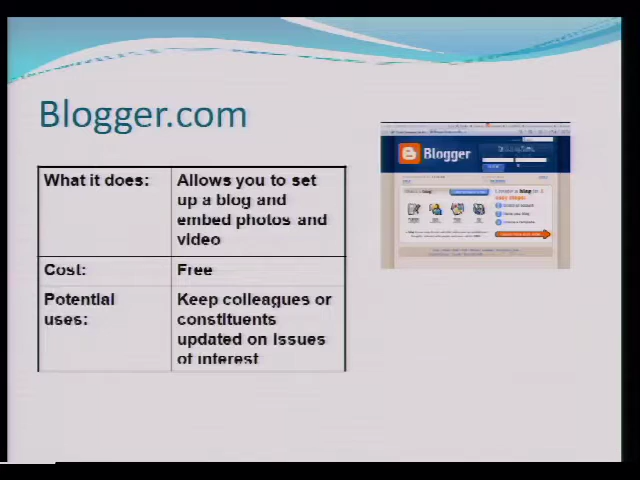 Blogger.com
What it does:
Allows you to set
up a blog and
embed photos and
video
Cost:
Free
Potential
uses:
Keep colleagues or
constituents
updated on issues
of interest
Blogger